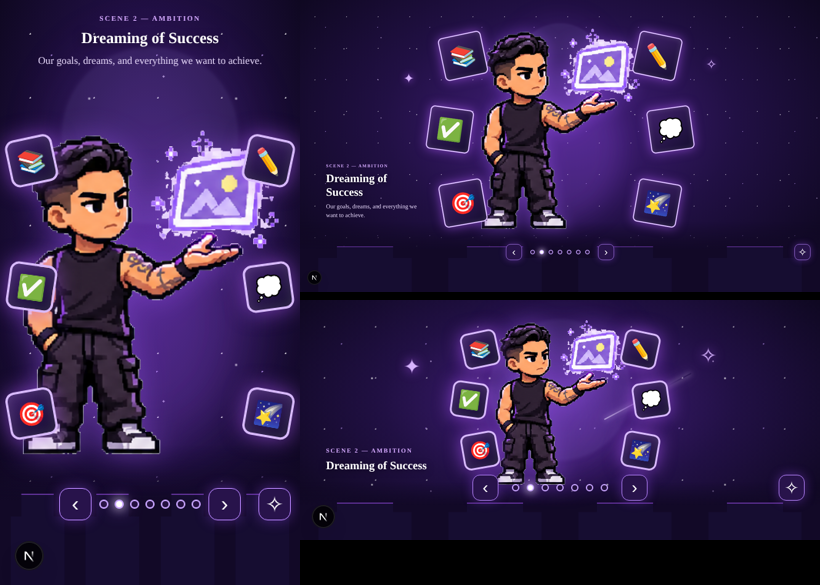 SCENE 2 — AMBITION
Dreaming of Success
Our goals, dreams, and everything we want to achieve.
N
SCENE 2 — AMBITION
Dreaming of
Success
Our goals, dreams, and everything we
want to achieve.
N
SCENE 2 — AMBITION
Dreaming of Success
N